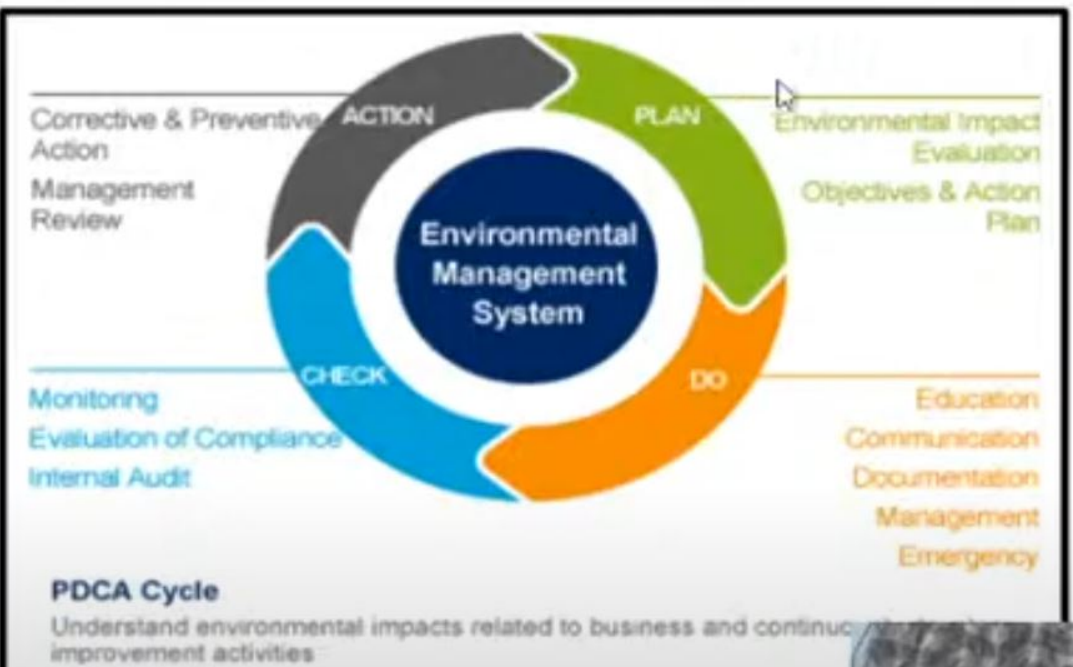 ACTION
PLAN
Corrective & Preventive
Action
Management
Review
Environmental Impact
Evaluation
Objectives & Action
Plan
Environmental
Management
System
CHECK
DO
Monitoring
Evaluation of Compliance
Internal Audit
Education
Communication
Documentation
Management
Emergency
PDCA Cycle
Understand environmental impacts related to business and
improvement activities